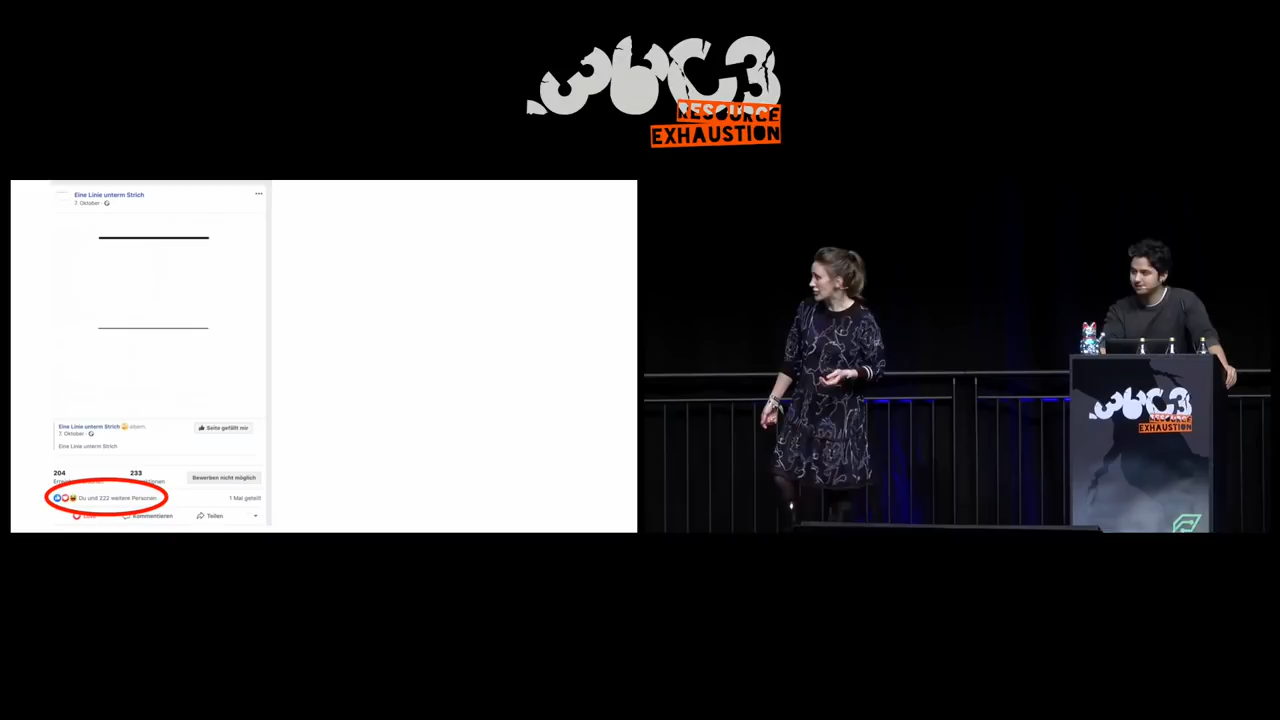 36C3
RESOURCE
EXHAUSTION
Eine Linie unterm Strich
7. Oktober
Eine Linie unterm Strich albern.
7. Oktober
Seite gefällt mir
Eine Linie unterm Strich
204
233
Bewerben nicht möglich
Du und 222 weitere Personen
1 Mal geteilt
Kommentieren
Teilen
36C3
RESOURCE
EXHAUSTION